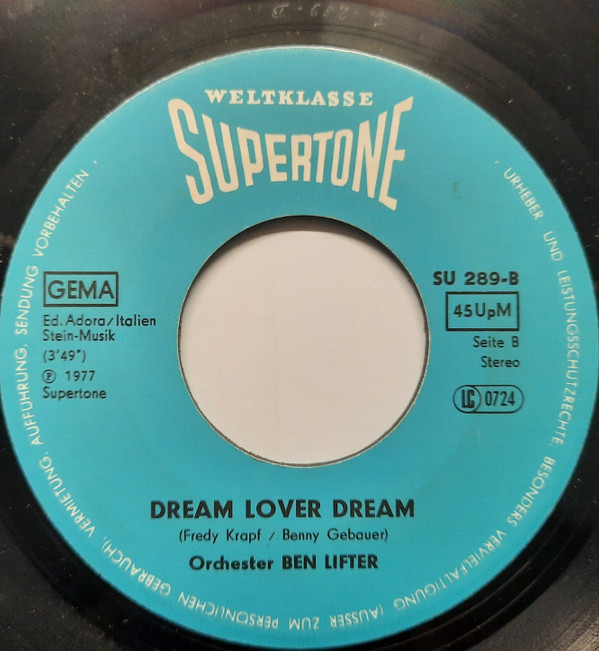 WELTKLASSE
SUPERTONE
GEMA
Ed. Adora/Italien
Stein-Musik
(3'49")
℗ 1977
Supertone
SU 289-B
45UpM
Seite B
Stereo
LC 0724
DREAM LOVER DREAM
(Fredy Krapf / Benny Gebauer)
Orchester BEN LIFTER
URHEBER UND LEISTUNGSSCHUTZRECHTE, BESONDERS VERVIELFÄLTIGUNG (AUSSER ZUM PERSÖNLICHEN GEBRAUCH), VERMIETUNG, AUFFÜHRUNG, SENDUNG VORBEHALTEN